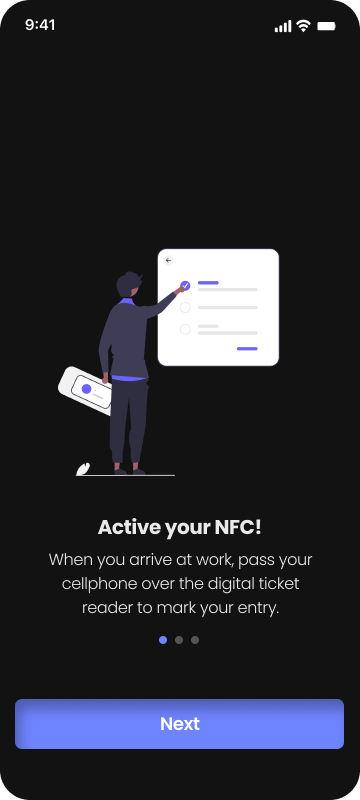 9:41
Active your NFC!
When you arrive at work, pass your
cellphone over the digital ticket
reader to mark your entry.
Next